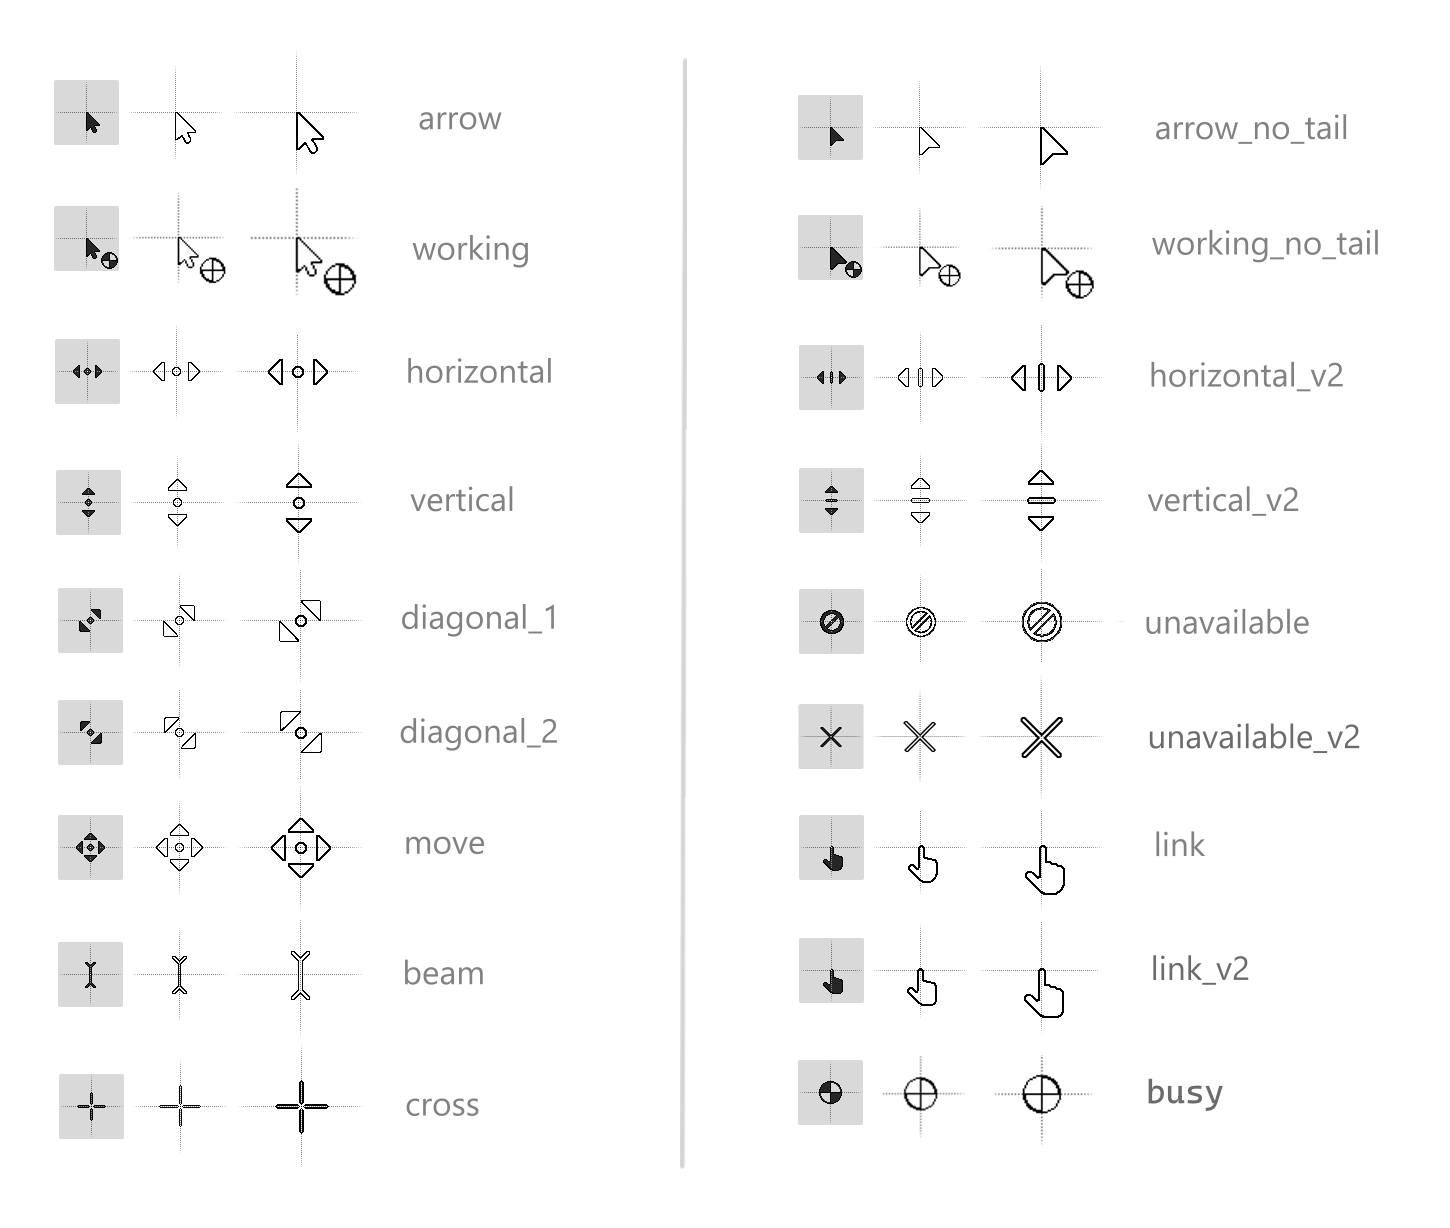 arrow
working
horizontal
vertical
diagonal_1
diagonal_2
move
beam
cross
arrow_no_tail
working_no_tail
horizontal_v2
vertical_v2
unavailable
unavailable_v2
link
link_v2
busy